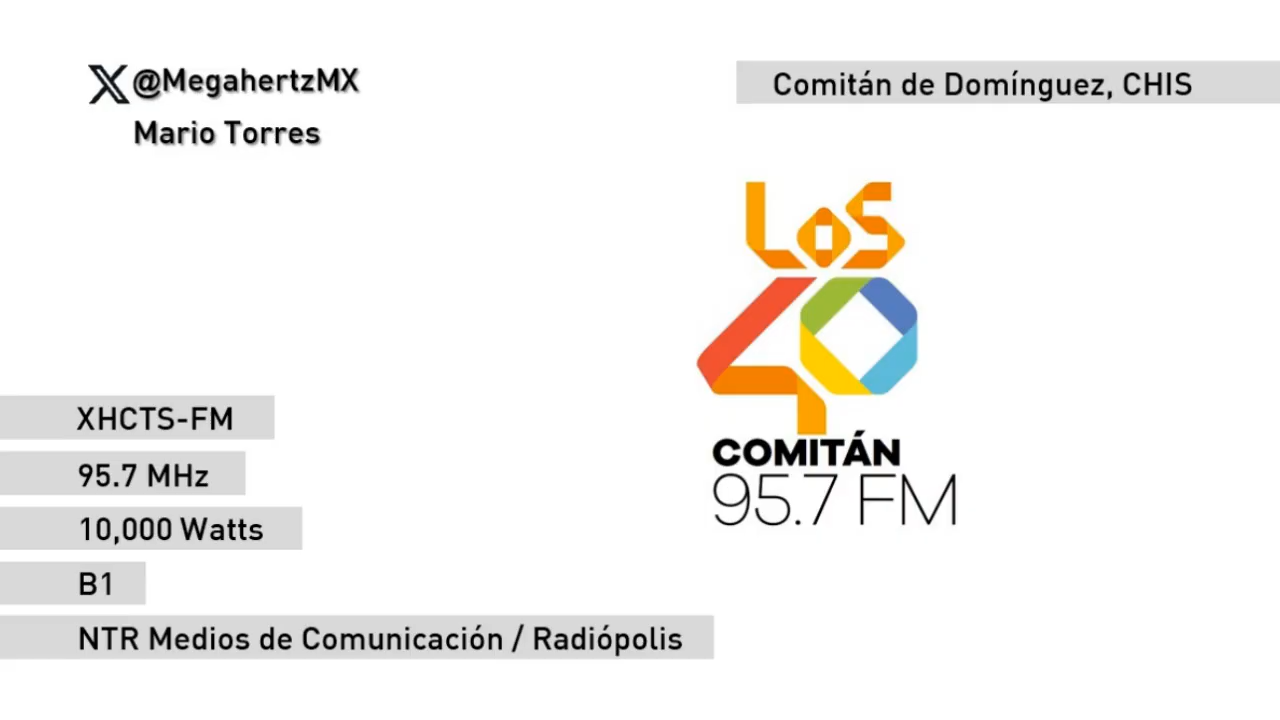 X @MegahertzMX
Mario Torres
Comitán de Domínguez, CHIS
LOS
40
COMITÁN
95.7 FM
XHCTS-FM
95.7 MHz
10,000 Watts
B1
NTR Medios de Comunicación / Radiópolis